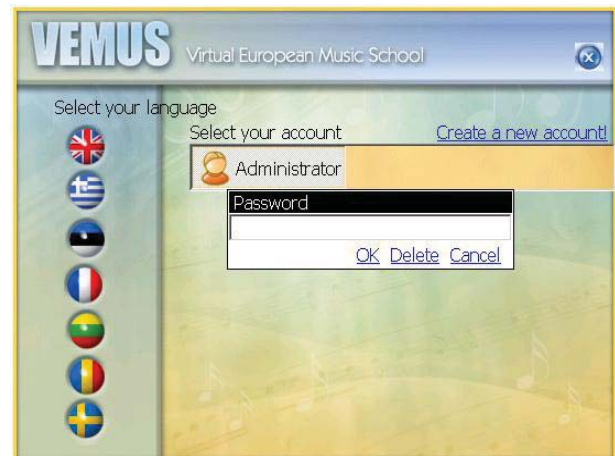 VEMUS Virtual European Music School
Select your language
Select your account Create a new account!
Administrator
Password
OK Delete Cancel